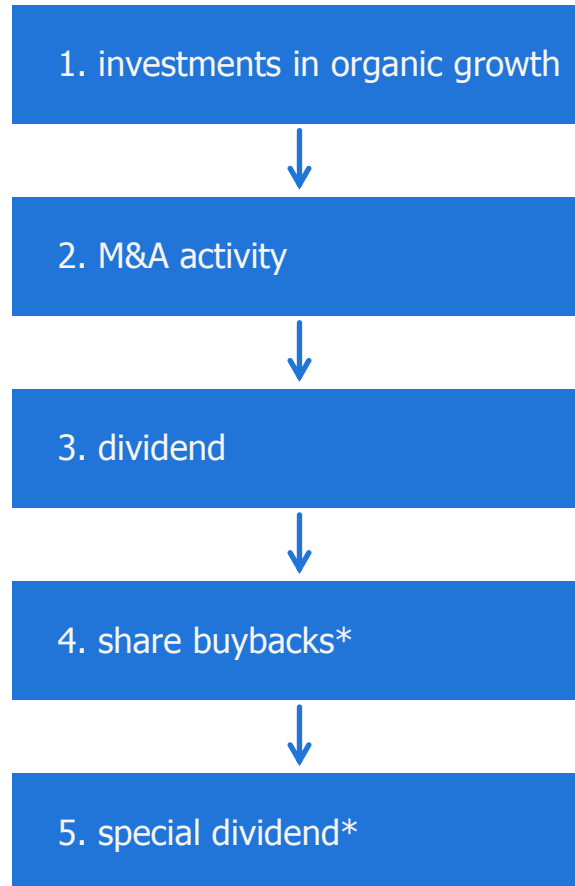 1. investments in organic growth
2. M&A activity
3. dividend
4. share buybacks*
5. special dividend*